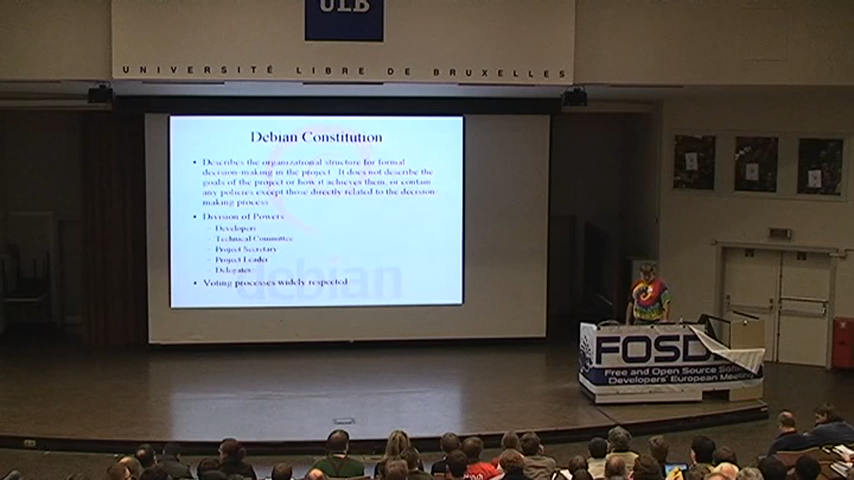 ULB
UNIVERSITÉ LIBRE DE BRUXELLES
Debian Constitution
• Describes the organizational structure for formal
decision-making in the project. It does not describe the
goals of the project or how it achieves them, or contain
any policies except those directly related to the decision
making process
• Division of Powers
– Developers
– Technical Committee
– Project Secretary
– Project Leader
– Delegates
• Voting processes widely respected
debian
FOSD
Free and Open Source Soft
Developers' European Meeting